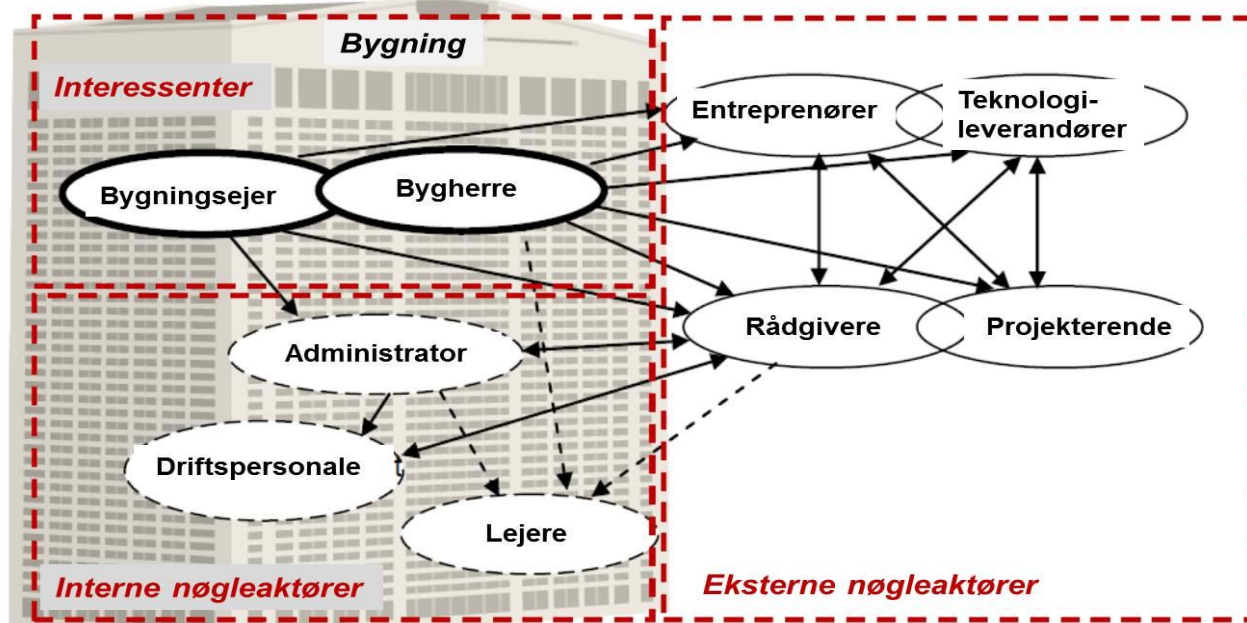 Bygning
Interessenter
Entreprenører
Teknologi-
leverandører
Bygningsejer
Bygherre
Rådgivere
Projekterende
Administrator
Driftspersonale
t
Lejere
Interne nøgleaktører
Eksterne nøgleaktører